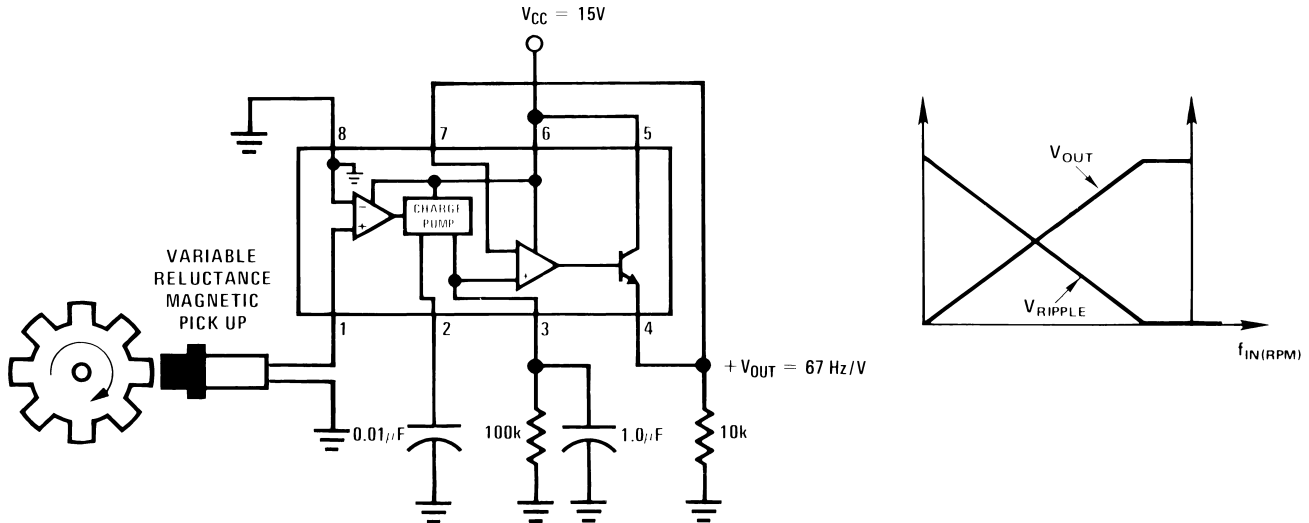 V_CC = 15V
8
7
6
5
−
+
CHARGE
PUMP
+
VARIABLE
RELUCTANCE
MAGNETIC
PICK UP
1
2
3
4
+ V_OUT = 67 Hz/V
0.01μF
100k
1.0μF
10k
V_OUT
V_RIPPLE
f_IN(RPM)